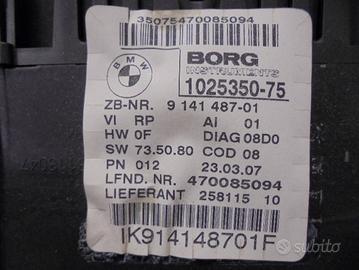 35075470085094
BMW
BORG
INSTRUMENTS
1025350-75
ZB-NR. 9 141 487-01
VI RP AI 01
HW 0F DIAG 08D0
SW 73.50.80 COD 08
PN 012 23.03.07
LFND. NR. 470085094
LIEFERANT 258115 10
IK914148701F
subito